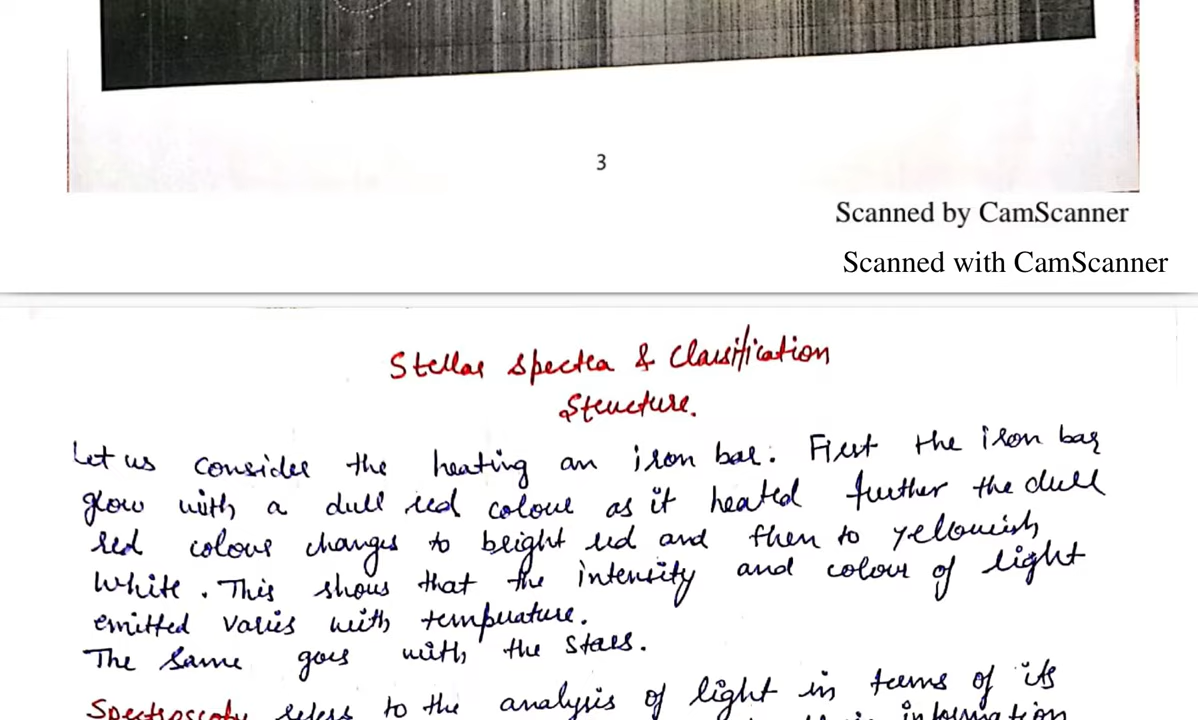 3
Scanned by CamScanner
Scanned with CamScanner
Stellar Spectra & Classification
Structure.
Let us consider the heating an iron bar. First the iron bar
glow with a dull red colour as it heated further the dull
red colour changes to bright red and then to yellowish
white. This shows that the intensity and colour of light
emitted varies with temperature.
The same goes with the stars.
Spectroscopy refers to the analysis of light in terms of its
information